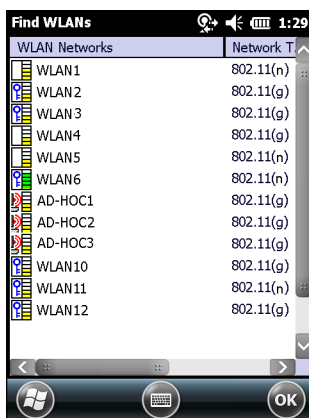 Find WLANs 1:29
WLAN Networks Network T
WLAN1 802.11(n)
WLAN2 802.11(g)
WLAN3 802.11(g)
WLAN4 802.11(n)
WLAN5 802.11(n)
WLAN6 802.11(n)
AD-HOC1 802.11(g)
AD-HOC2 802.11(g)
AD-HOC3 802.11(g)
WLAN10 802.11(g)
WLAN11 802.11(n)
WLAN12 802.11(g)
OK